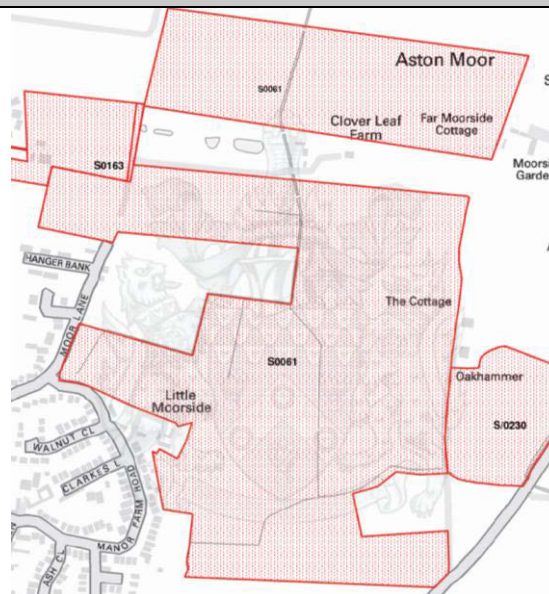 Aston Moor
S0061
Clover Leaf
Farm
Far Moorside
Cottage
S
Moors
Garde
S0163
HANGER BANK
MOOR LANE
The Cottage
S0061
Little
Moorside
Oakhammer
S/0230
WALNUT CL
CLARKES L
MANOR FARM ROAD
ASH CL